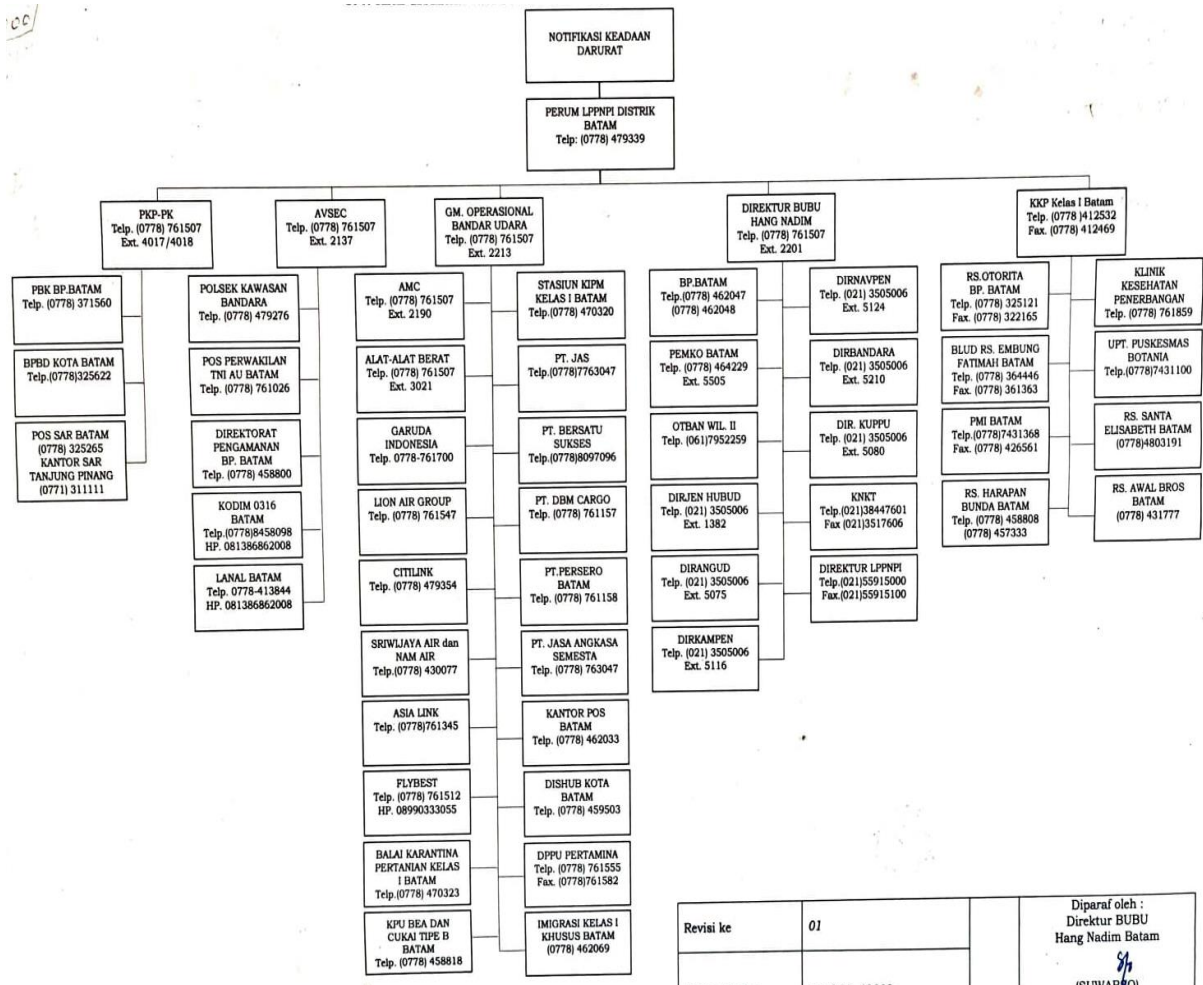 NOTIFIKASI KEADAAN
DARURAT
PERUM LPPNPI DISTRIK
BATAM
Telp: (0778) 479339
PKP-PK
Telp. (0778) 761507
Ext. 4017/4018
AVSEC
Telp. (0778) 761507
Ext. 2137
GM. OPERASIONAL
BANDAR UDARA
Telp. (0778) 761507
Ext. 2213
DIREKTUR BUBU
HANG NADIM
Telp. (0778) 761507
Ext. 2201
KKP Kelas I Batam
Telp. (0778 )412532
Fax. (0778) 412469
PBK BP.BATAM
Telp. (0778) 371560
BPBD KOTA BATAM
Telp.(0778)325622
POS SAR BATAM
(0778) 325265
KANTOR SAR
TANJUNG PINANG
(0771) 311111
POLSEK KAWASAN
BANDARA
Telp. (0778) 479276
POS PERWAKILAN
TNI AU BATAM
Telp. (0778) 761026
DIREKTORAT
PENGAMANAN
BP. BATAM
Telp. (0778) 458800
KODIM 0316
BATAM
Telp.(0778)8458098
HP. 081386862008
LANAL BATAM
Telp. 0778-413844
HP. 081386862008
AMC
Telp. (0778) 761507
Ext. 2190
ALAT-ALAT BERAT
Telp. (0778) 761507
Ext. 3021
GARUDA
INDONESIA
Telp. 0778-761700
LION AIR GROUP
Telp. (0778) 761547
CITILINK
Telp. (0778) 479354
SRIWIJAYA AIR dan
NAM AIR
Telp.(0778) 430077
ASIA LINK
Telp. (0778)761345
FLYBEST
Telp. (0778) 761512
HP. 08990333055
BALAI KARANTINA
PERTANIAN KELAS
I BATAM
Telp.(0778) 470323
KPU BEA DAN
CUKAI TIPE B
BATAM
Telp. (0778) 458818
STASIUN KIPM
KELAS I BATAM
Telp.(0778) 470320
PT. JAS
Telp.(0778)7763047
PT. BERSATU
SUKSES
Telp.(0778)8097096
PT. DBM CARGO
Telp. (0778) 761157
PT.PERSERO
BATAM
Telp.(0778) 761158
PT. JASA ANGKASA
SEMESTA
Telp.(0778) 763047
KANTOR POS
BATAM
Telp. (0778) 462033
DISHUB KOTA
BATAM
Telp. (0778) 459503
DPPU PERTAMINA
Telp. (0778) 761555
Fax. (0778)761582
IMIGRASI KELAS I
KHUSUS BATAM
(0778) 462069
BP.BATAM
Telp.(0778) 462047
(0778) 462048
PEMKO BATAM
Telp. (0778) 464229
Ext. 5505
OTBAN WIL. II
Telp. (061)7952259
DIRJEN HUBUD
Telp. (021) 3505006
Ext. 1382
DIRANGUD
Telp. (021) 3505006
Ext. 5075
DIRKAMPEN
Telp. (021) 3505006
Ext. 5116
DIRNAVPEN
Telp. (021) 3505006
Ext. 5124
DIRBANDARA
Telp. (021) 3505006
Ext. 5210
DIR. KUPPU
Telp. (021) 3505006
Ext. 5080
KNKT
Telp.(021)38447601
Fax (021)3517606
DIREKTUR LPPNPI
Telp.(021)55915000
Fax.(021)55915100
RS.OTORITA
BP. BATAM
Telp. (0778) 325121
Fax. (0778) 322165
BLUD RS. EMBUNG
FATIMAH BATAM
Telp. (0778) 364446
Fax. (0778) 361363
PMI BATAM
Telp.(0778)7431368
Fax. (0778) 426561
RS. HARAPAN
BUNDA BATAM
Telp. (0778) 458808
(0778) 457333
KLINIK
KESEHATAN
PENERBANGAN
Telp. (0778) 761859
UPT. PUSKESMAS
BOTANIA
Telp.(0778)7431100
RS. SANTA
ELISABETH BATAM
(0778)4803191
RS. AWAL BROS
BATAM
(0778) 431777
Revisi ke 01
Diparaf oleh :
Direktur BUBU
Hang Nadim Batam